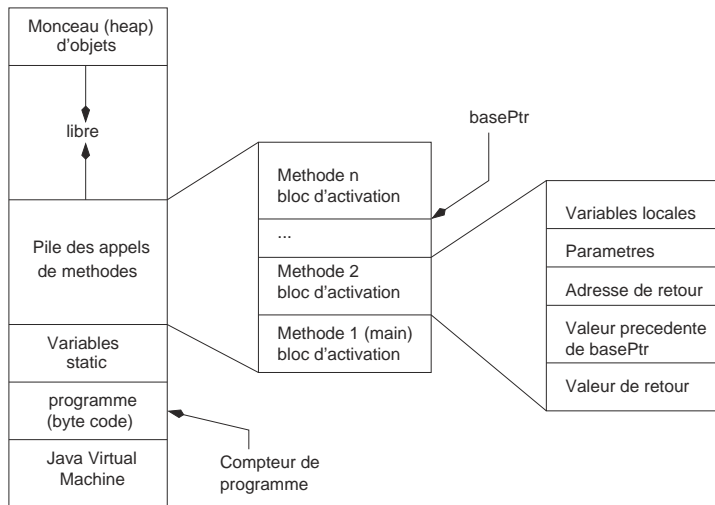 Monceau (heap)
d'objets
libre
Pile des appels
de methodes
Variables
static
programme
(byte code)
Java Virtual
Machine
Compteur de
programme
basePtr
Methode n
bloc d'activation
...
Methode 2
bloc d'activation
Methode 1 (main)
bloc d'activation
Variables locales
Parametres
Adresse de retour
Valeur precedente
de basePtr
Valeur de retour